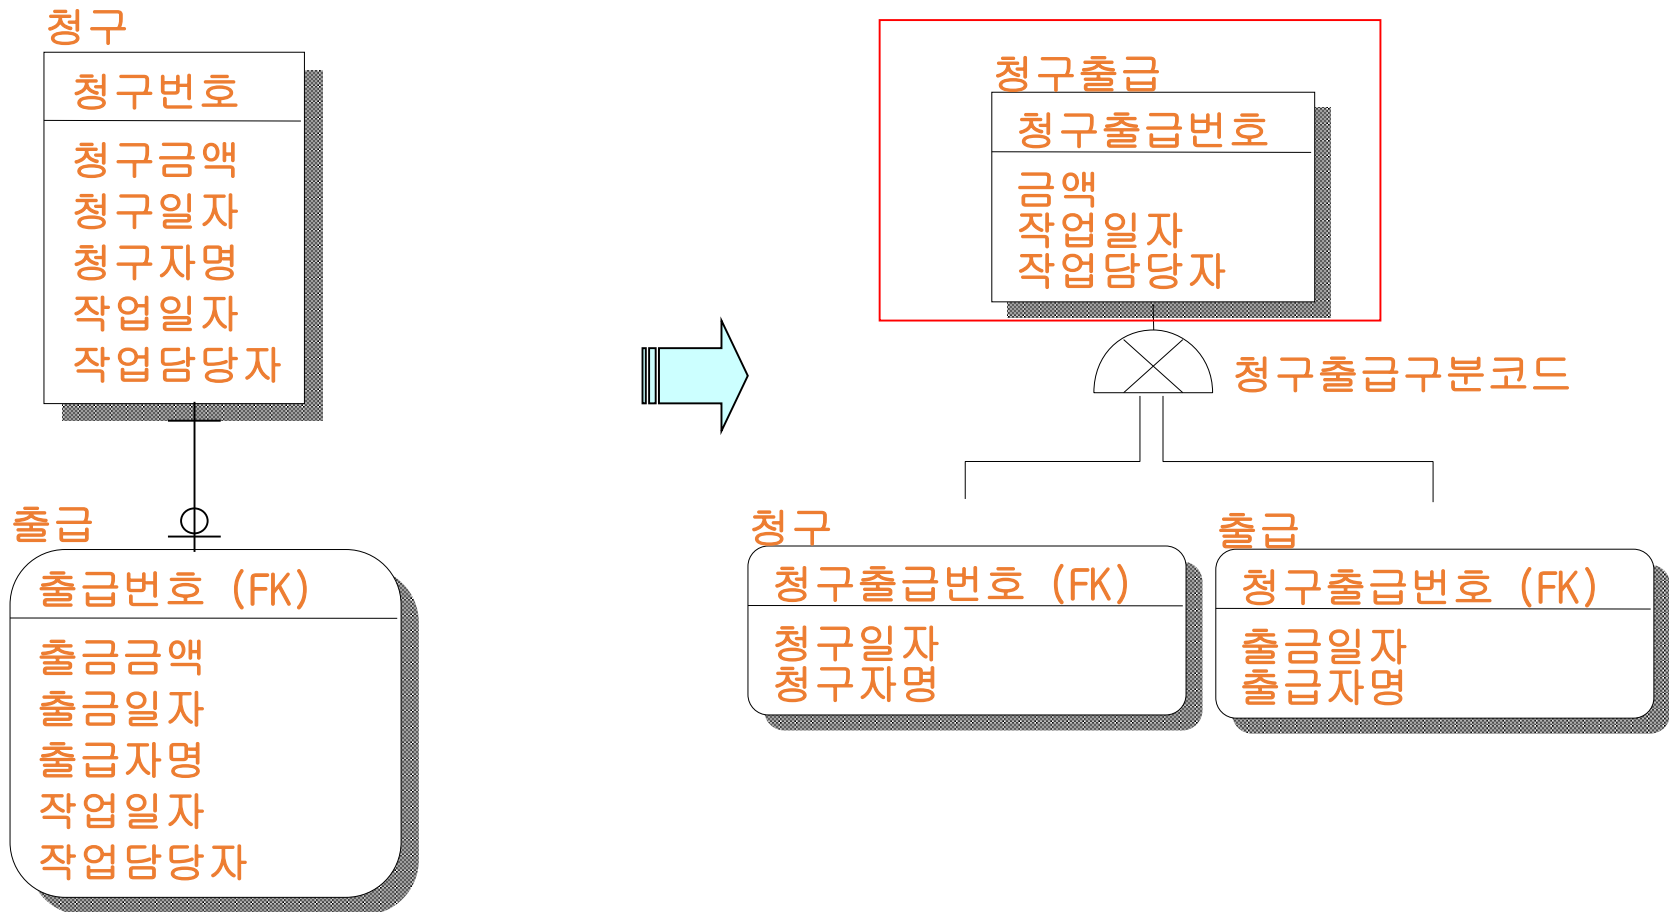 청구
청구번호
청구금액
청구일자
청구자명
작업일자
작업담당자
출급
출급번호 (FK)
출금금액
출금일자
출급자명
작업일자
작업담당자
청구출급
청구출급번호
금액
작업일자
작업담당자
청구출급구분코드
청구
청구출급번호 (FK)
청구일자
청구자명
출급
청구출급번호 (FK)
출금일자
출급자명